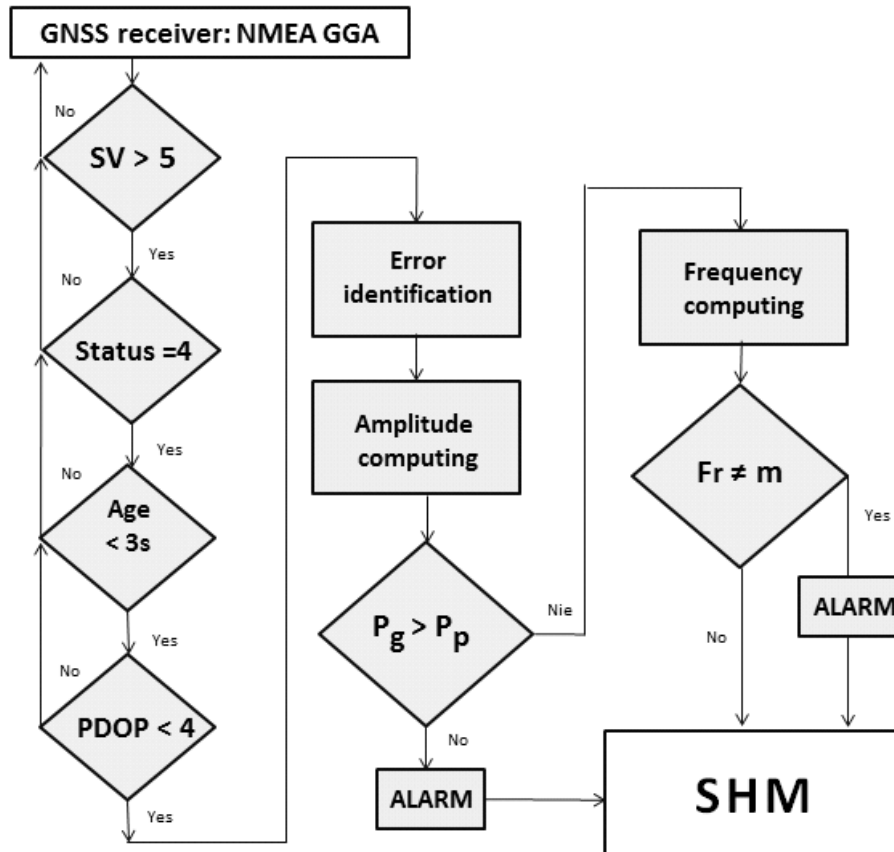 GNSS receiver: NMEA GGA
No
SV > 5
Yes
No
Status =4
Yes
No
Age
< 3s
Yes
No
PDOP < 4
Yes
Error
identification
Amplitude
computing
Pg > Pp
Nie
No
ALARM
Frequency
computing
Fr ≠ m
Yes
ALARM
No
SHM